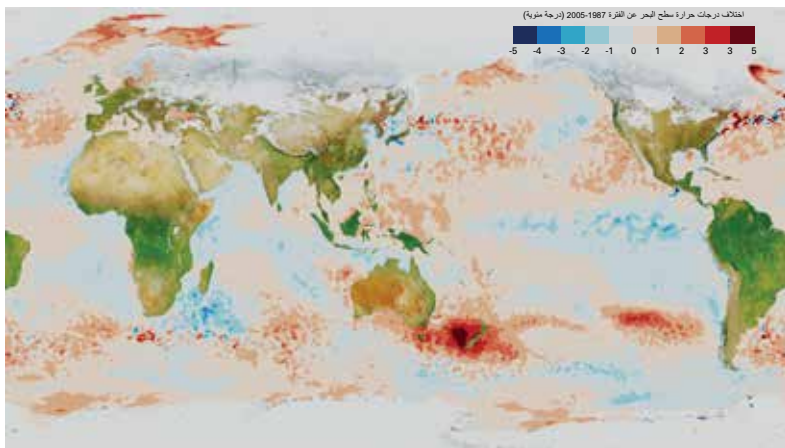 اختلاف درجات حرارة سطح البحر عن الفترة 1987-2005 (درجة مئوية)
-5 -4 -3 -2 -1 0 1 2 3 3 5